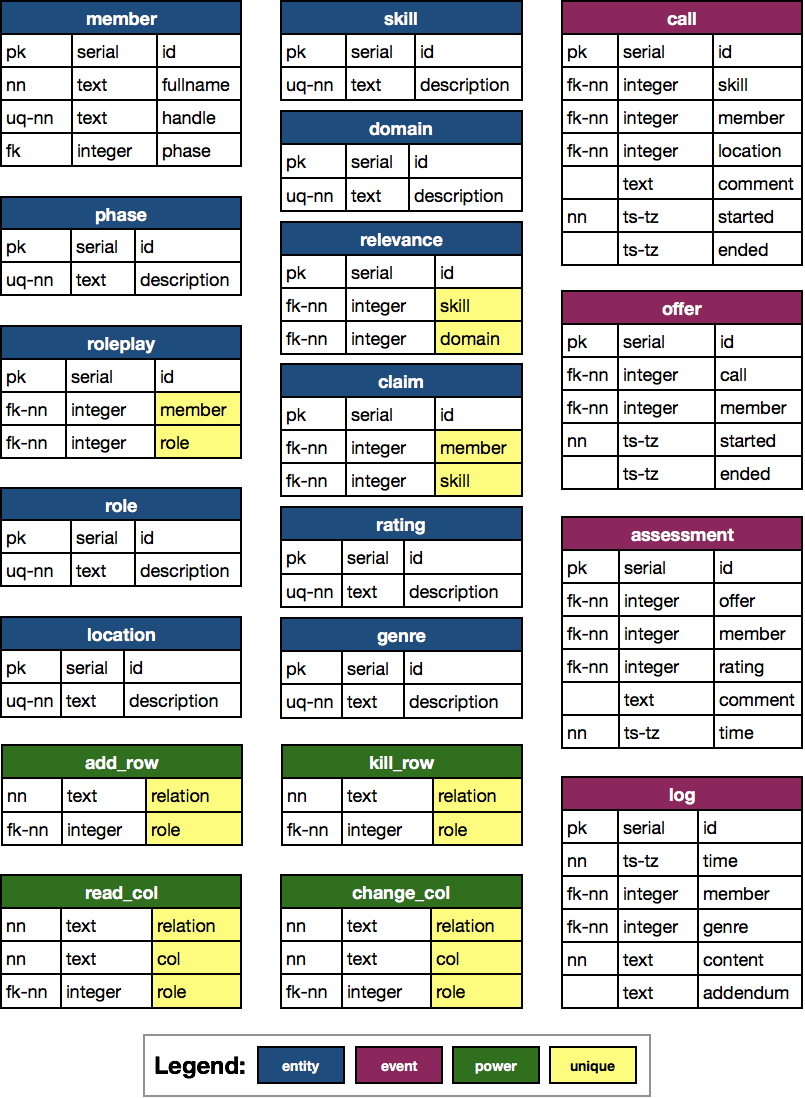 member
pk serial id
nn text fullname
uq-nn text handle
fk integer phase
phase
pk serial id
uq-nn text description
roleplay
pk serial id
fk-nn integer member
fk-nn integer role
role
pk serial id
uq-nn text description
location
pk serial id
uq-nn text description
add_row
nn text relation
fk-nn integer role
read_col
nn text relation
nn text col
fk-nn integer role
skill
pk serial id
uq-nn text description
domain
pk serial id
uq-nn text description
relevance
pk serial id
fk-nn integer skill
fk-nn integer domain
claim
pk serial id
fk-nn integer member
fk-nn integer skill
rating
pk serial id
uq-nn text description
genre
pk serial id
uq-nn text description
kill_row
nn text relation
fk-nn integer role
change_col
nn text relation
nn text col
fk-nn integer role
call
pk serial id
fk-nn integer skill
fk-nn integer member
fk-nn integer location
text comment
nn ts-tz started
ts-tz ended
offer
pk serial id
fk-nn integer call
fk-nn integer member
nn ts-tz started
ts-tz ended
assessment
pk serial id
fk-nn integer offer
fk-nn integer member
fk-nn integer rating
text comment
nn ts-tz time
log
pk serial id
nn ts-tz time
fk-nn integer member
fk-nn integer genre
nn text content
text addendum
Legend: entity event power unique